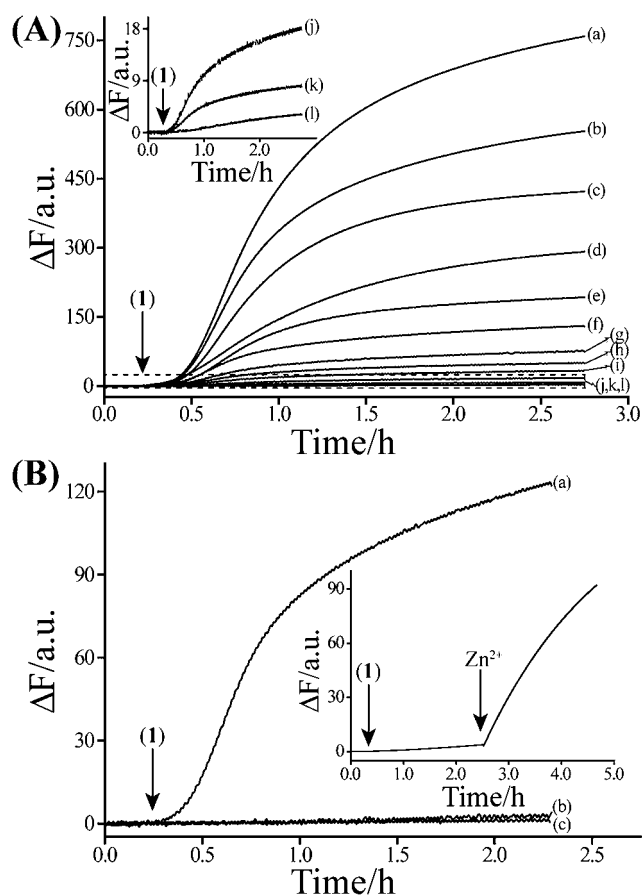 (A)
ΔF/a.u.
750
600
450
300
150
0
0.0 0.5 1.0 1.5 2.0 2.5 3.0
Time/h
(1)
(a)
(b)
(c)
(d)
(e)
(f)
(g)
(h)
(i)
(j,k,l)
ΔF/a.u.
18
9
0
0.0 1.0 2.0
Time/h
(1)
(j)
(k)
(l)
(B)
ΔF/a.u.
120
90
60
30
0
0.0 0.5 1.0 1.5 2.0 2.5
Time/h
(1)
(a)
(b)
(c)
ΔF/a.u.
90
60
30
0
0.0 1.0 2.0 3.0 4.0 5.0
Time/h
(1)
Zn²⁺